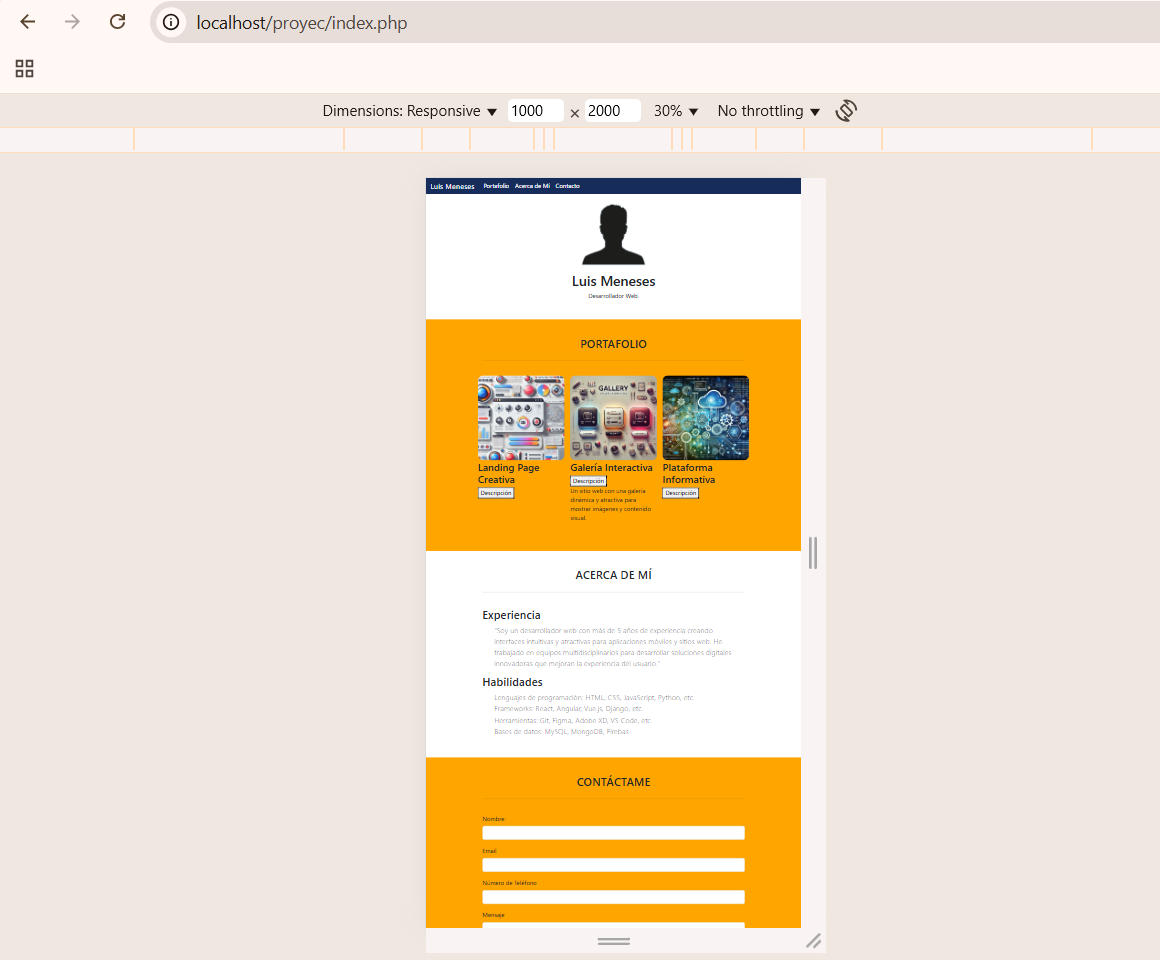 localhost/proyec/index.php
Dimensions: Responsive 1000 × 2000 30% No throttling
Luis Meneses Portafolio Acerca de Mí Contacto
Luis Meneses
Desarrollador Web
PORTAFOLIO
GALLERY
Landing Page
Creativa
Descripción
Galería Interactiva
Descripción
Un sitio web con una galería
dinámica y atractiva para
mostrar imágenes y contenido
visual.
Plataforma
Informativa
Descripción
ACERCA DE MÍ
Experiencia
"Soy un desarrollador web con más de 5 años de experiencia creando
interfaces intuitivas y atractivas para aplicaciones móviles y sitios web. He
trabajado en equipos multidisciplinarios para desarrollar soluciones digitales
innovadoras que mejoran la experiencia del usuario."
Habilidades
Lenguajes de programación: HTML, CSS, JavaScript, Python, etc.
Frameworks: React, Angular, Vue.js, Django, etc.
Herramientas: Git, Figma, Adobe XD, VS Code, etc.
Bases de datos: MySQL, MongoDB, Firebas
CONTÁCTAME
Nombre
Email
Número de Teléfono
Mensaje